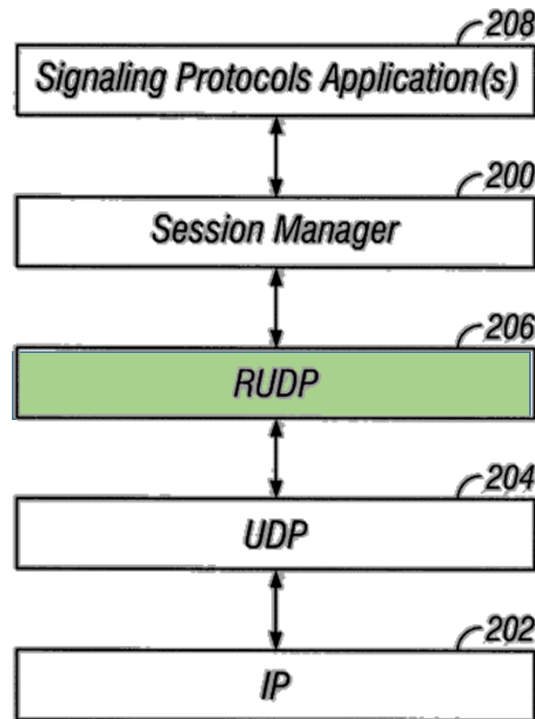 208
Signaling Protocols Application(s)
200
Session Manager
206
RUDP
204
UDP
202
IP